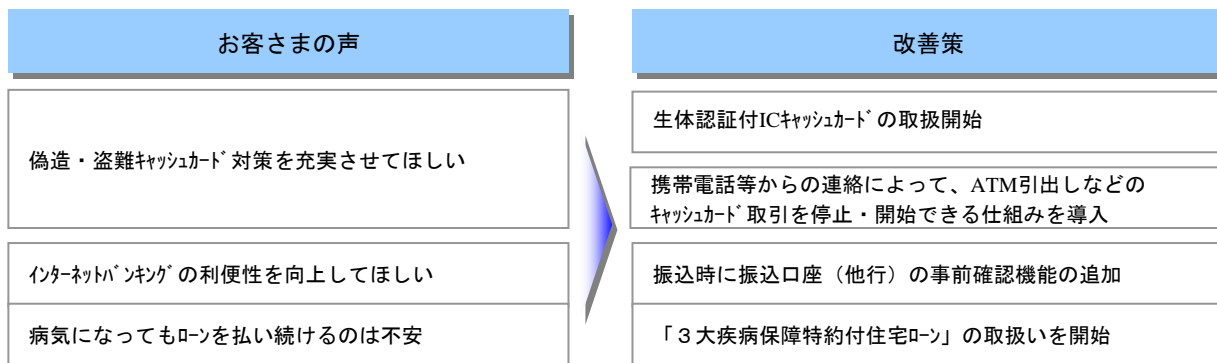 お客さまの声
改善策
偽造・盗難ｷｬｯｼｭｶｰﾄﾞ対策を充実させてほしい
生体認証付ICｷｬｯｼｭｶｰﾄﾞの取扱開始
携帯電話等からの連絡によって、ATM引出しなどの
ｷｬｯｼｭｶｰﾄﾞ取引を停止・開始できる仕組みを導入
ｲﾝﾀｰﾈｯﾄﾊﾞﾝｷﾝｸﾞの利便性を向上してほしい
振込時に振込口座（他行）の事前確認機能の追加
病気になってもﾛｰﾝを払い続けるのは不安
「３大疾病保障特約付住宅ﾛｰﾝ」の取扱いを開始